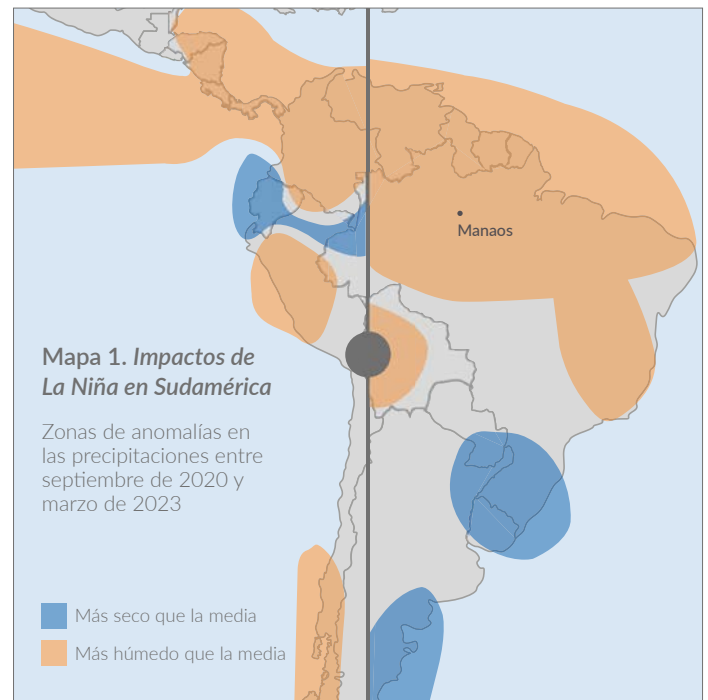 Manaos
Mapa 1. Impactos de
La Niña en Sudamérica
Zonas de anomalías en
las precipitaciones entre
septiembre de 2020 y
marzo de 2023
Más seco que la media
Más húmedo que la media